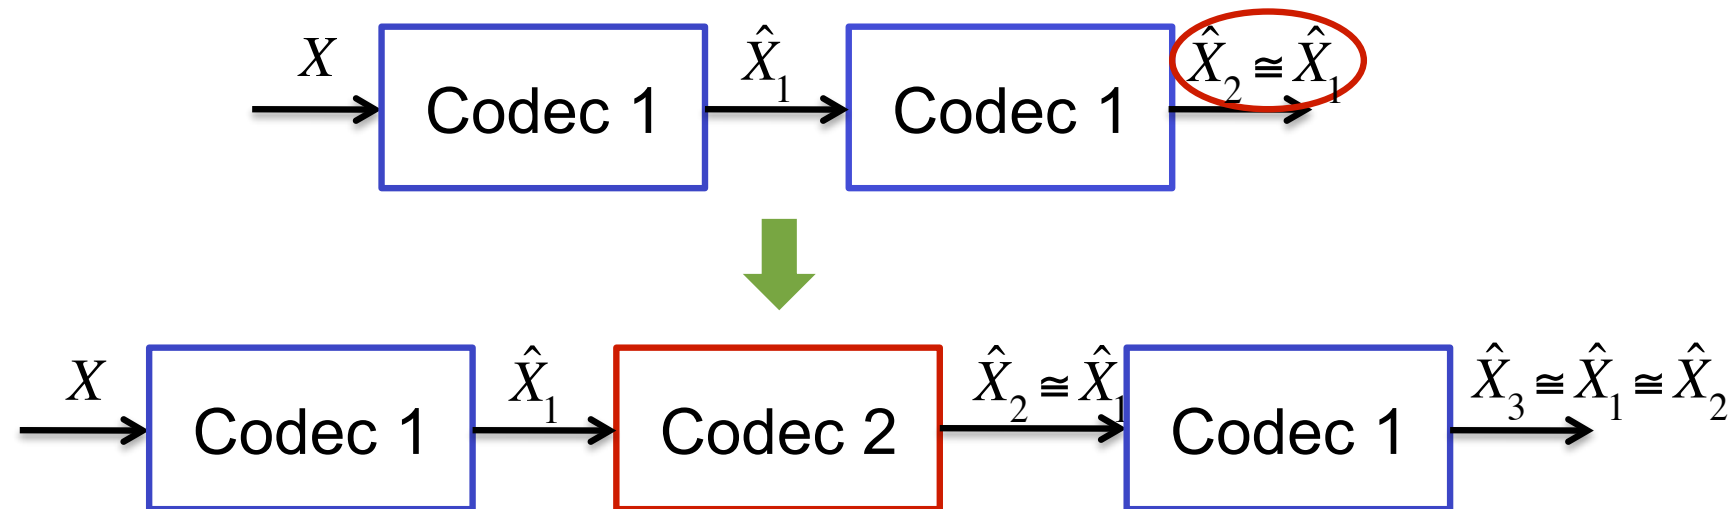 X X̂₁ X̂₂ ≅ X̂₁
Codec 1 Codec 1
X X̂₁ X̂₂ ≅ X̂₁ X̂₃ ≅ X̂₁ ≅ X̂₂
Codec 1 Codec 2 Codec 1